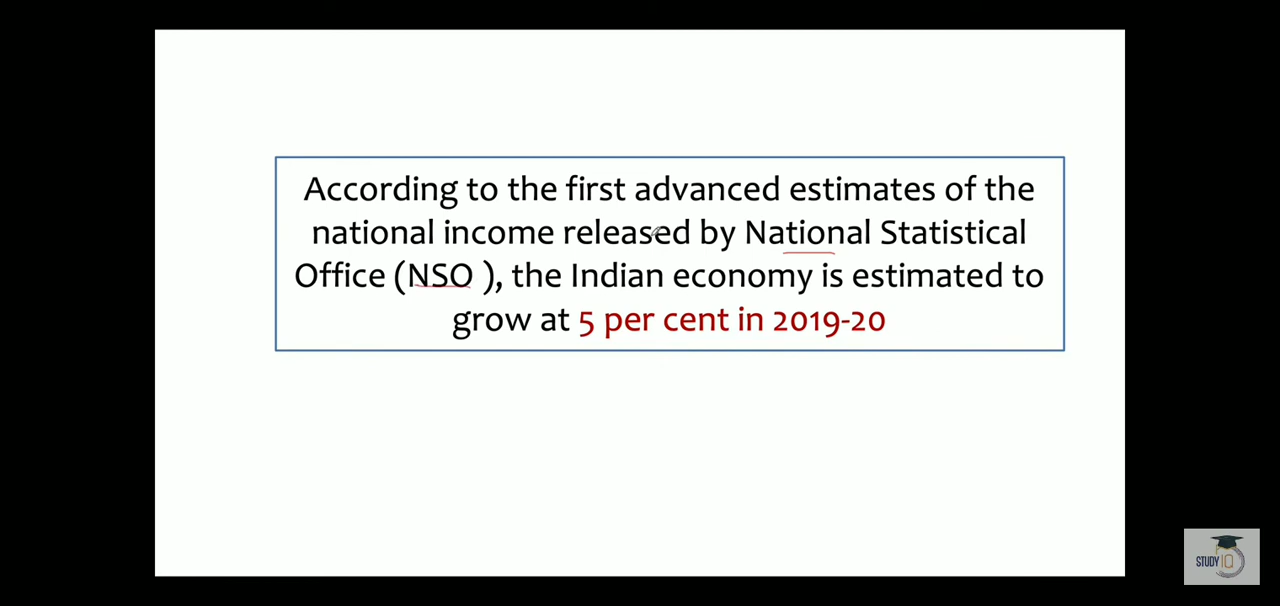 According to the first advanced estimates of the
national income released by National Statistical
Office (NSO ), the Indian economy is estimated to
grow at 5 per cent in 2019-20
STUDY IQ